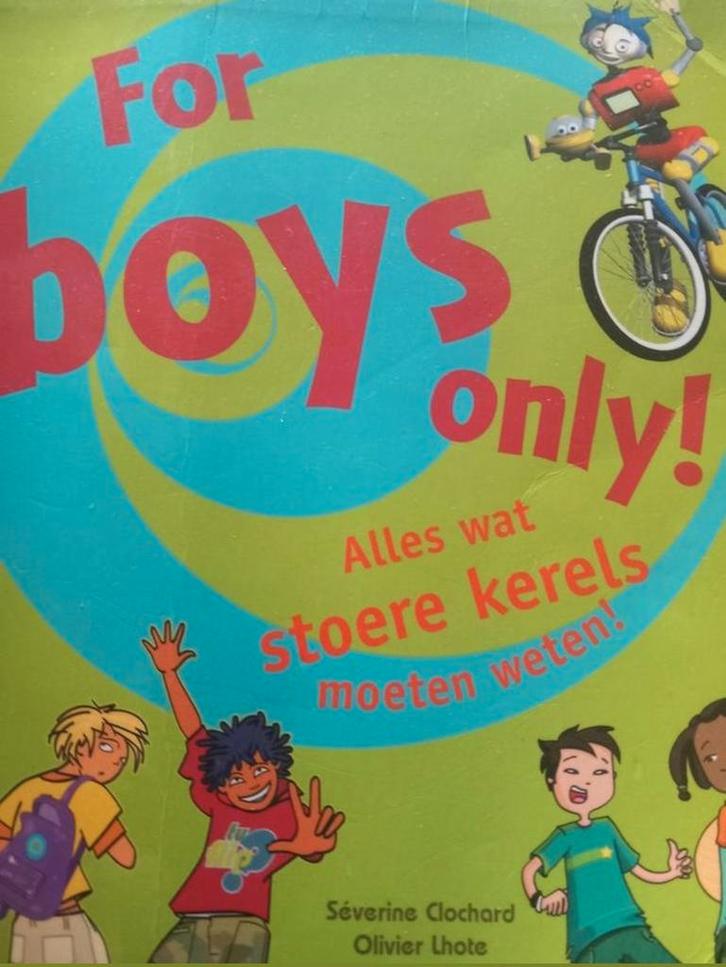 For
boys
only!
Alles wat
stoere kerels
moeten weten!
Séverine Clochard
Olivier Lhote